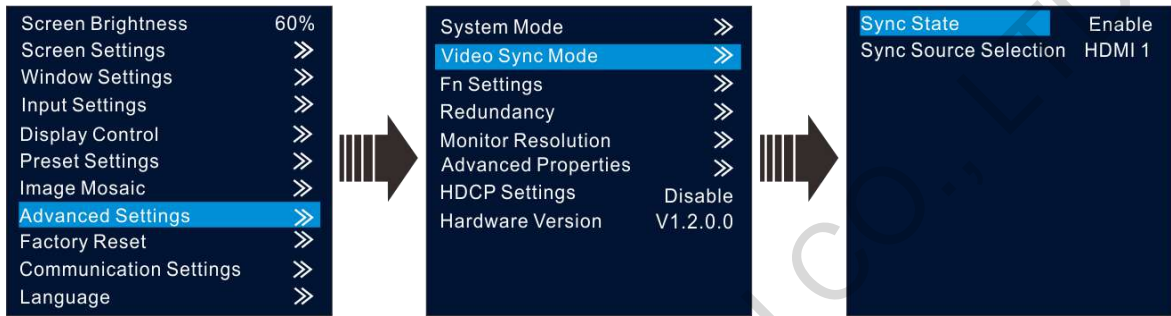 Screen Brightness 60%
Screen Settings
Window Settings
Input Settings
Display Control
Preset Settings
Image Mosaic
Advanced Settings
Factory Reset
Communication Settings
Language
System Mode
Video Sync Mode
Fn Settings
Redundancy
Monitor Resolution
Advanced Properties
HDCP Settings Disable
Hardware Version V1.2.0.0
Sync State Enable
Sync Source Selection HDMI 1
CO., LTD